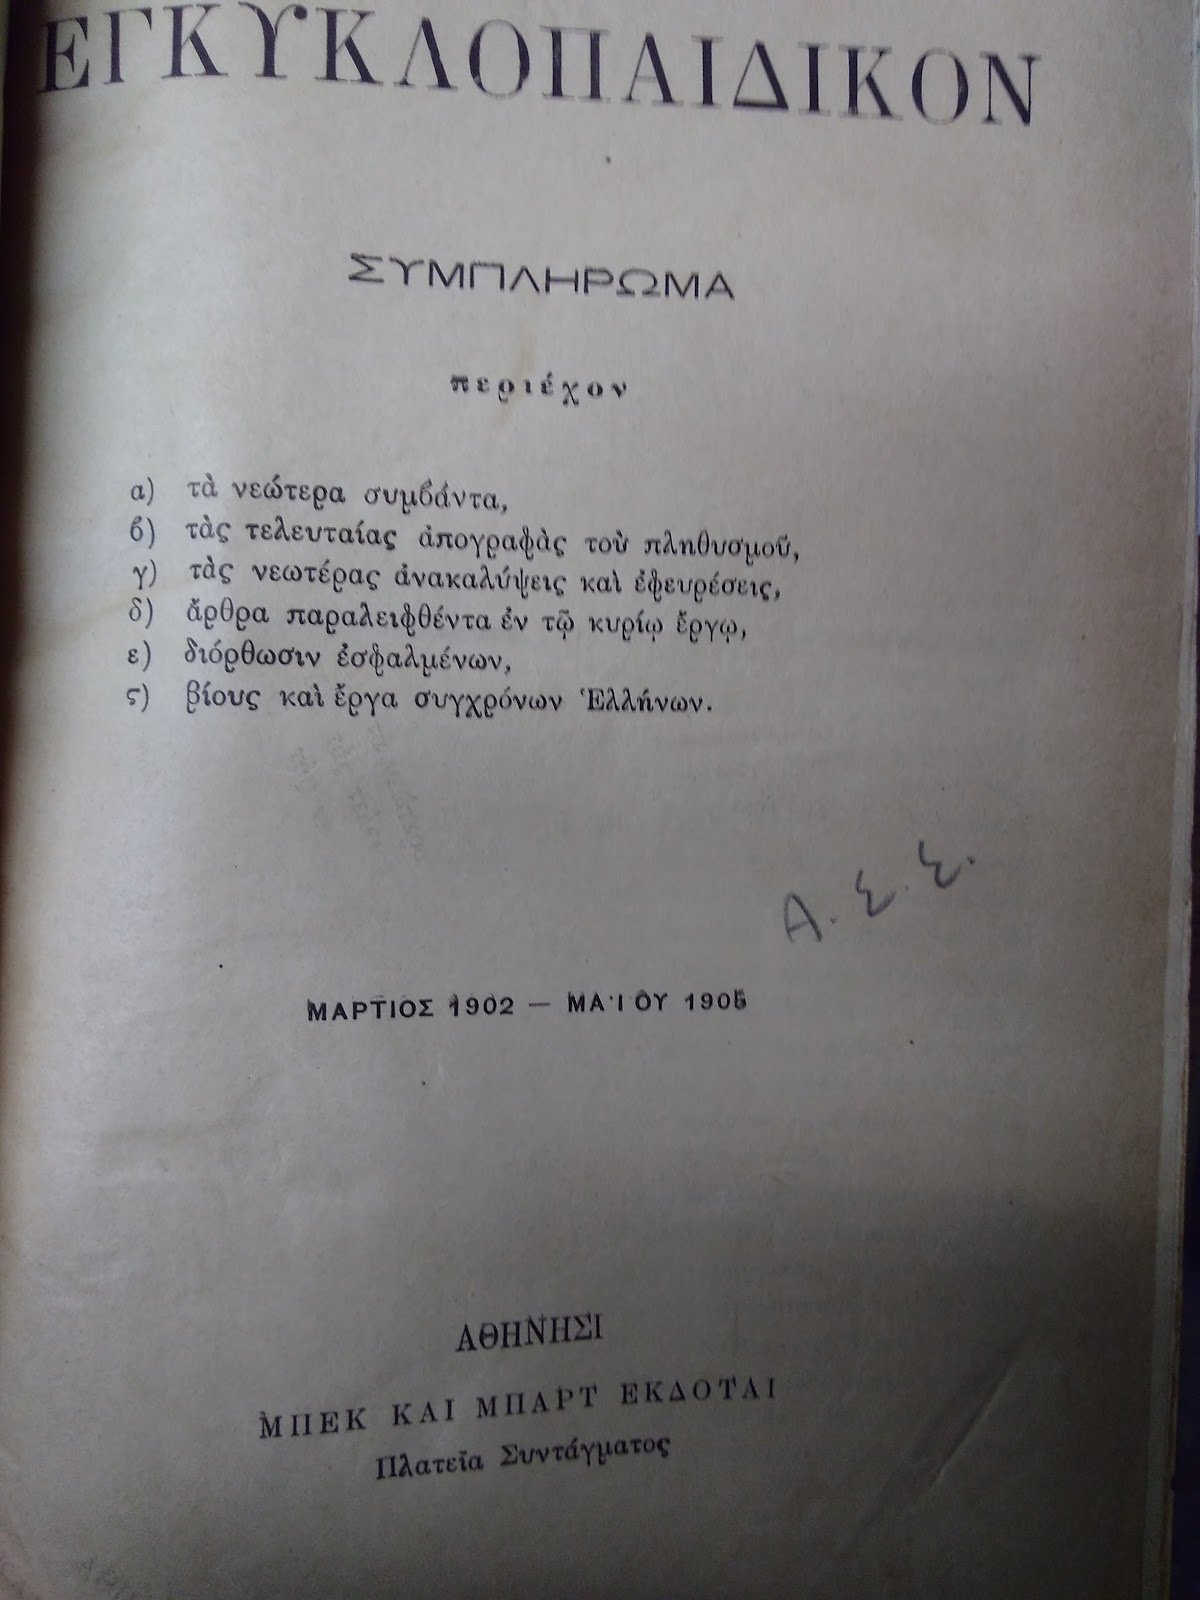 ΕΓΚΥΚΛΟΠΑΙΔΙΚΟΝ
ΣΥΜΠΛΗΡΩΜΑ
περιέχον
α) τὰ νεώτερα συμβάντα,
β) τὰς τελευταίας ἀπογραφὰς τοῦ πληθυσμοῦ,
γ) τὰς νεωτέρας ἀνακαλύψεις καὶ ἐφευρέσεις,
δ) ἄρθρα παραλειφθέντα ἐν τῷ κυρίῳ ἔργῳ,
ε) διόρθωσιν ἐσφαλμένων,
ϛ) βίους καὶ ἔργα συγχρόνων Ἑλλήνων.
Α. Σ. Σ.
ΜΑΡΤΙΟΣ 1902 — ΜΑΪΟΥ 1905
ΑΘΗΝΗΣΙ
ΜΠΕΚ ΚΑΙ ΜΠΑΡΤ ΕΚΔΟΤΑΙ
Πλατεῖα Συντάγματος